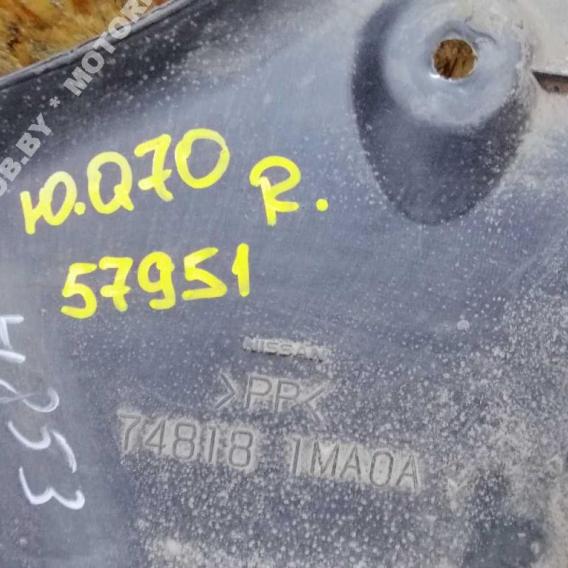 Ю.Q70 R.
57951
NISSAN
>PP<
74818 1MA0A